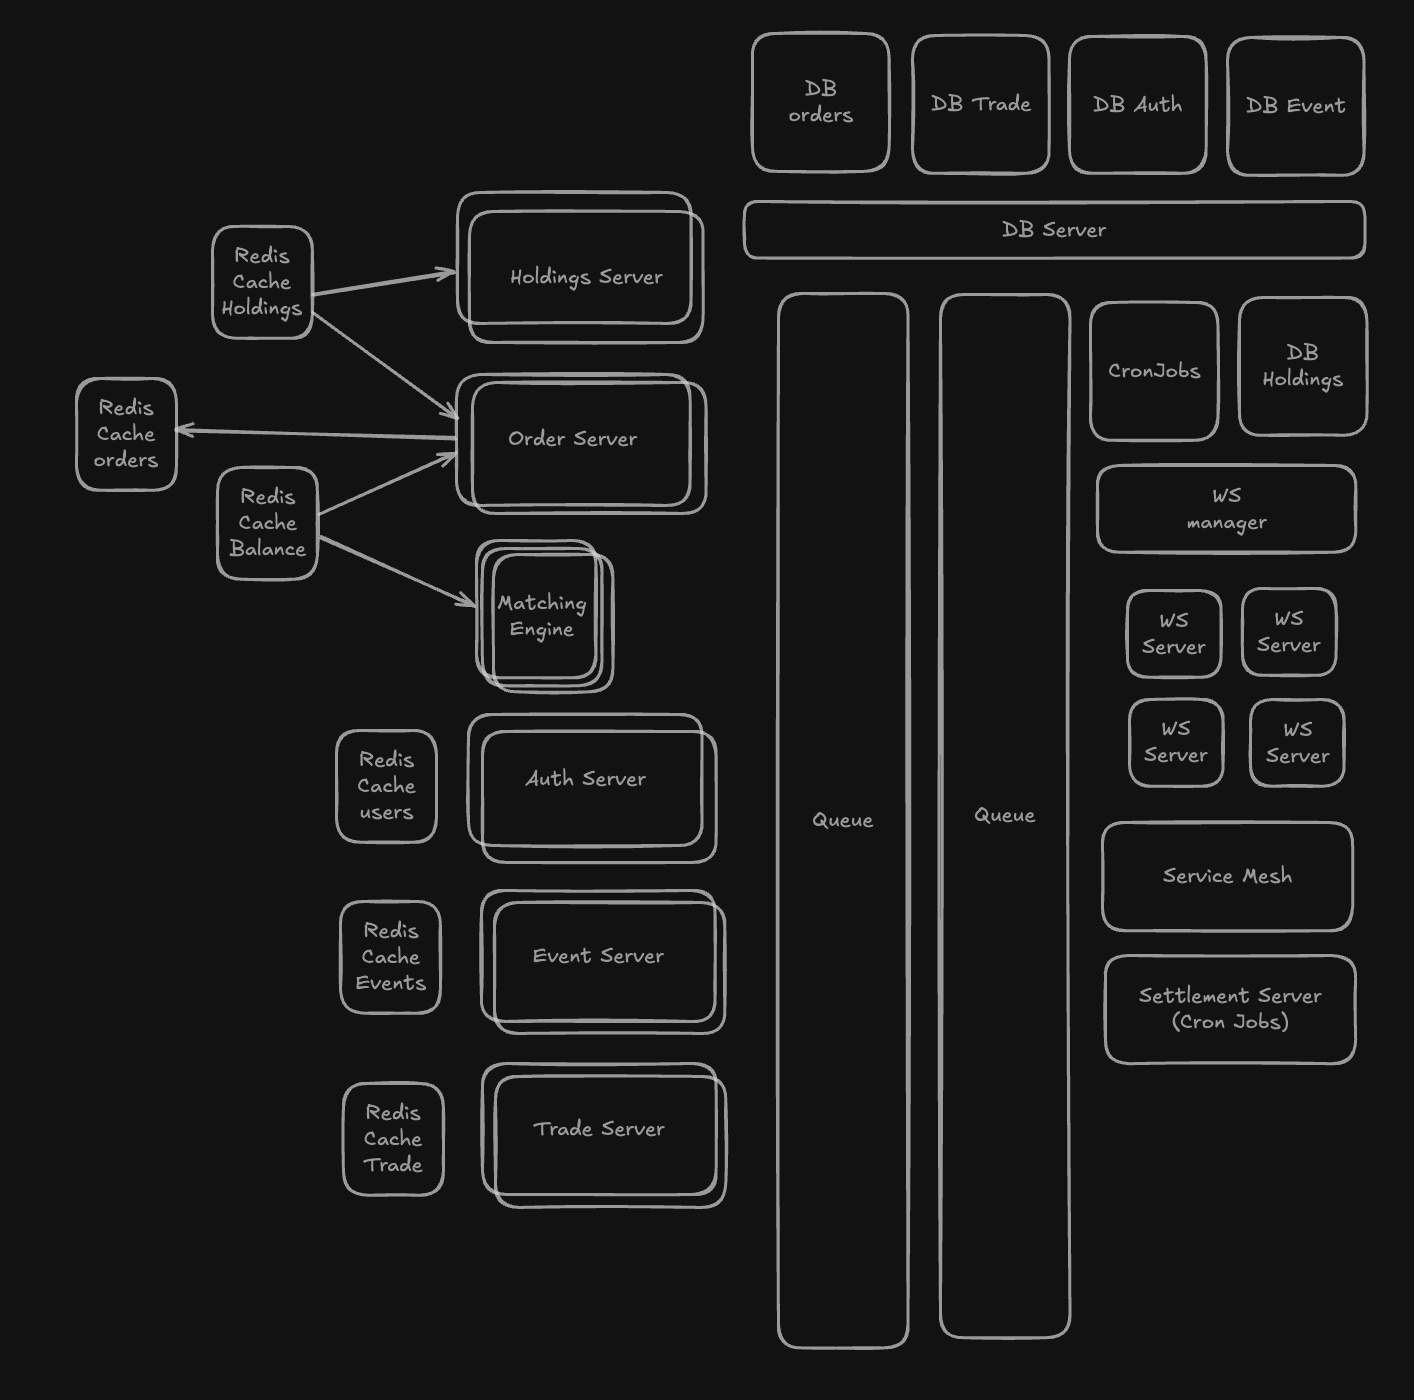 DB
orders
DB Trade
DB Auth
DB Event
DB Server
Redis
Cache
Holdings
Holdings Server
Redis
Cache
orders
Order Server
Redis
Cache
Balance
Matching
Engine
Redis
Cache
users
Auth Server
Redis
Cache
Events
Event Server
Redis
Cache
Trade
Trade Server
Queue
Queue
CronJobs
DB
Holdings
WS
manager
WS
Server
WS
Server
WS
Server
WS
Server
Service Mesh
Settlement Server
(Cron Jobs)